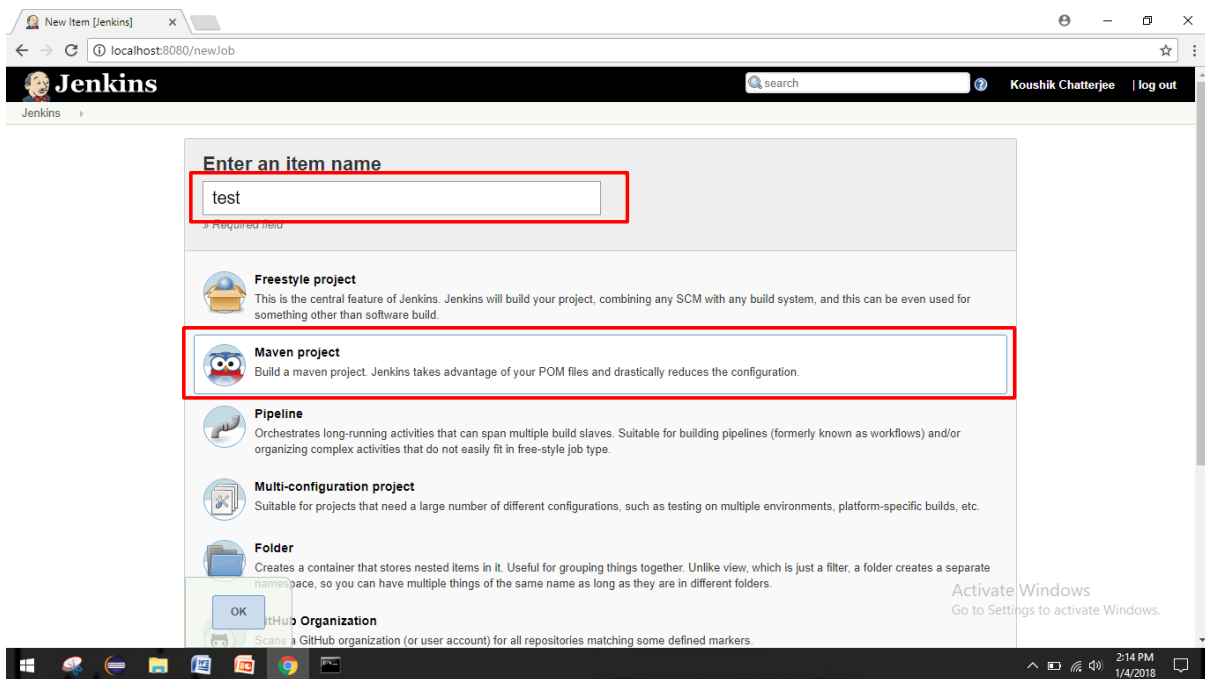 New Item [Jenkins]
localhost:8080/newJob
Jenkins
search
Koushik Chatterjee
| log out
Jenkins
Enter an item name
test
» Required field
Freestyle project
This is the central feature of Jenkins. Jenkins will build your project, combining any SCM with any build system, and this can be even used for
something other than software build.
Maven project
Build a maven project. Jenkins takes advantage of your POM files and drastically reduces the configuration.
Pipeline
Orchestrates long-running activities that can span multiple build slaves. Suitable for building pipelines (formerly known as workflows) and/or
organizing complex activities that do not easily fit in free-style job type.
Multi-configuration project
Suitable for projects that need a large number of different configurations, such as testing on multiple environments, platform-specific builds, etc.
Folder
Creates a container that stores nested items in it. Useful for grouping things together. Unlike view, which is just a filter, a folder creates a separate
namespace, so you can have multiple things of the same name as long as they are in different folders.
OK
itHub Organization
Scans a GitHub organization (or user account) for all repositories matching some defined markers.
Activate Windows
Go to Settings to activate Windows.
2:14 PM
1/4/2018